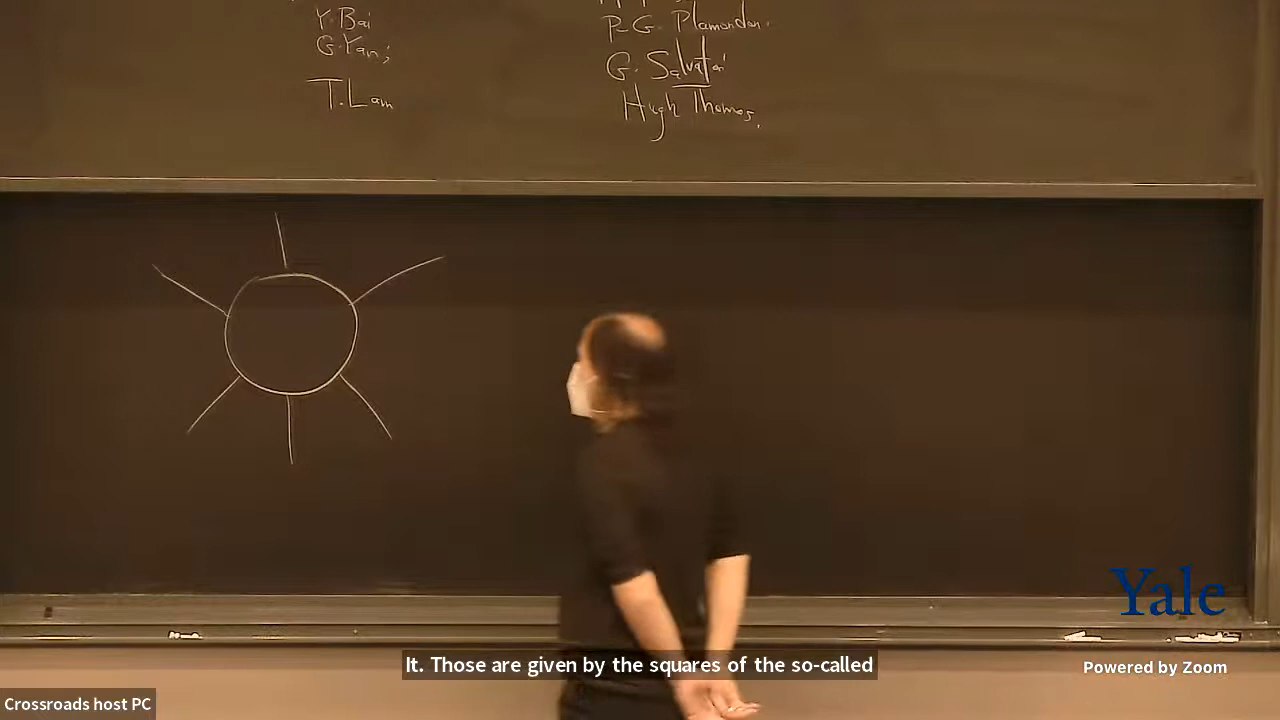 Y. Bai
G. Yan,
T. Lam
P-G. Plamondon.
G. Salvatori
Hugh Thomas,
It. Those are given by the squares of the so-called
Yale
Powered by Zoom
Crossroads host PC